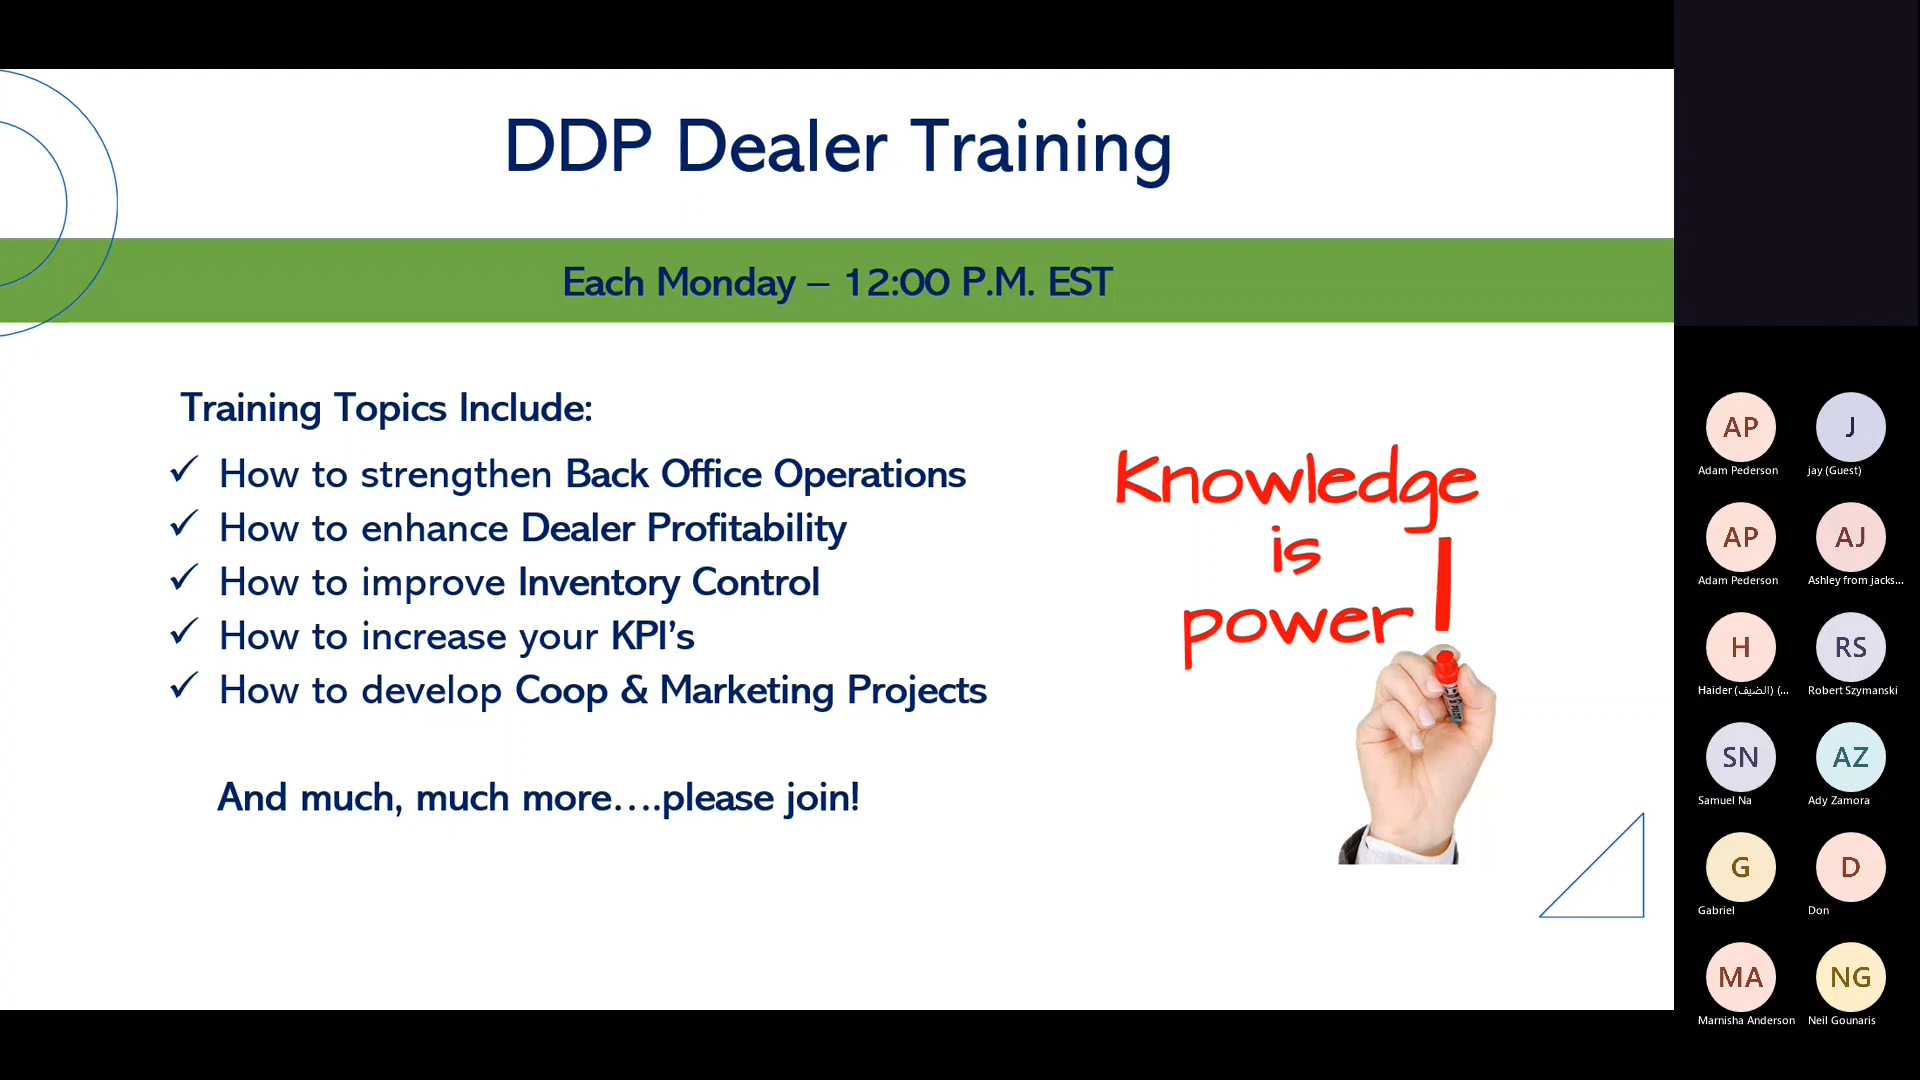 DDP Dealer Training
Each Monday – 12:00 P.M. EST
Training Topics Include:
✓ How to strengthen Back Office Operations
✓ How to enhance Dealer Profitability
✓ How to improve Inventory Control
✓ How to increase your KPI’s
✓ How to develop Coop & Marketing Projects
And much, much more….please join!
Knowledge
is
power!
AP
Adam Pederson
J
jay (Guest)
AP
Adam Pederson
AJ
Ashley from jacks...
H
Haider (الضيف) (...
RS
Robert Szymanski
SN
Samuel Na
AZ
Ady Zamora
G
Gabriel
D
Don
MA
Marnisha Anderson
NG
Neil Gounaris